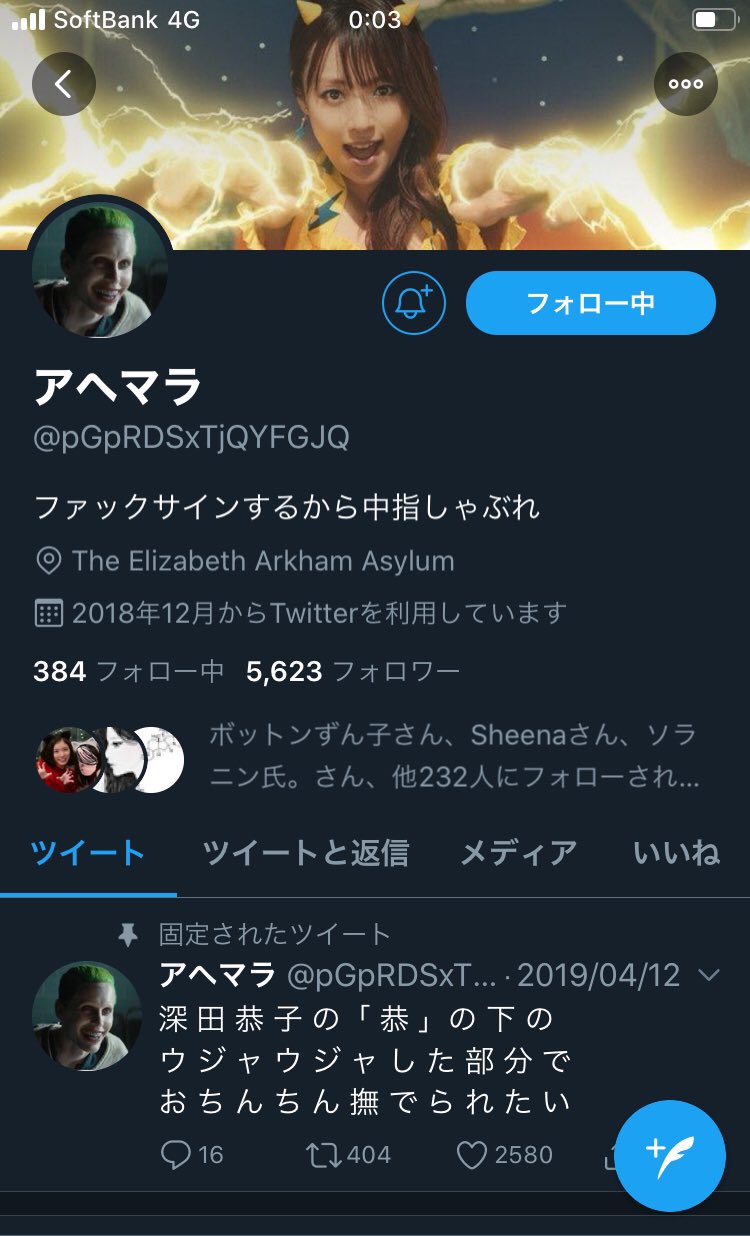 SoftBank 4G 0:03
フォロー中
アヘマラ
@pGpRDSxTjQYFGJQ
ファックサインするから中指しゃぶれ
The Elizabeth Arkham Asylum
2018年12月からTwitterを利用しています
384 フォロー中 5,623 フォロワー
ボットンずん子さん、Sheenaさん、ソラ
ニン氏。さん、他232人にフォローされ...
ツイート ツイートと返信 メディア いいね
固定されたツイート
アヘマラ @pGpRDSxT... · 2019/04/12
深田恭子の「恭」の下の
ウジャウジャした部分で
おちんちん撫でられたい
16 404 2580